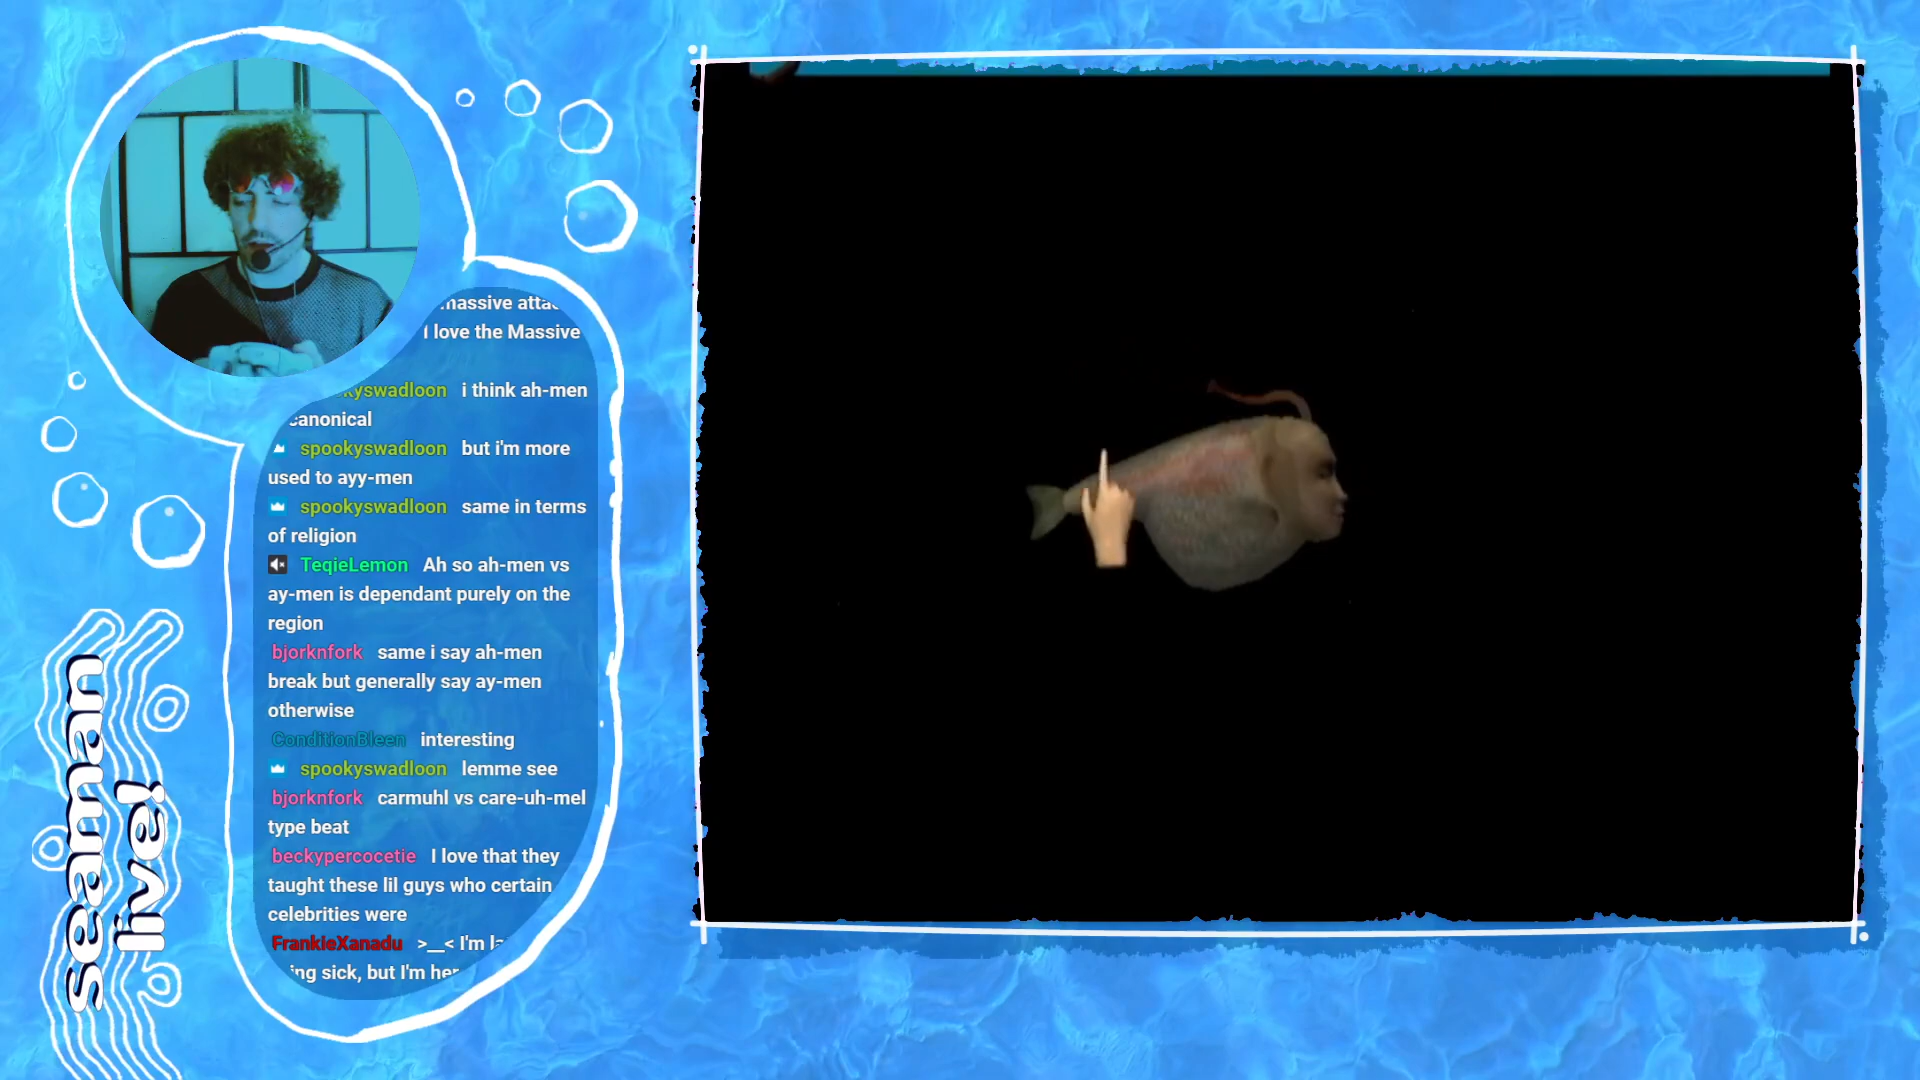 massive
I love the Massive
i think ah-men
canonical
spookyswadloon but i'm more
used to ayy-men
spookyswadloon same in terms
of religion
TeqieLemon Ah so ah-men vs
ay-men is dependant purely on the
region
bjorknfork same i say ah-men
break but generally say ay-men
otherwise
ConditionBleen interesting
spookyswadloon lemme see
bjorknfork carmuhl vs care-uh-mel
type beat
beckypercocetie I love that they
taught these lil guys who certain
celebrities were
FrankieXanadu >__< I'm
sick, but I'm
seaman
live!